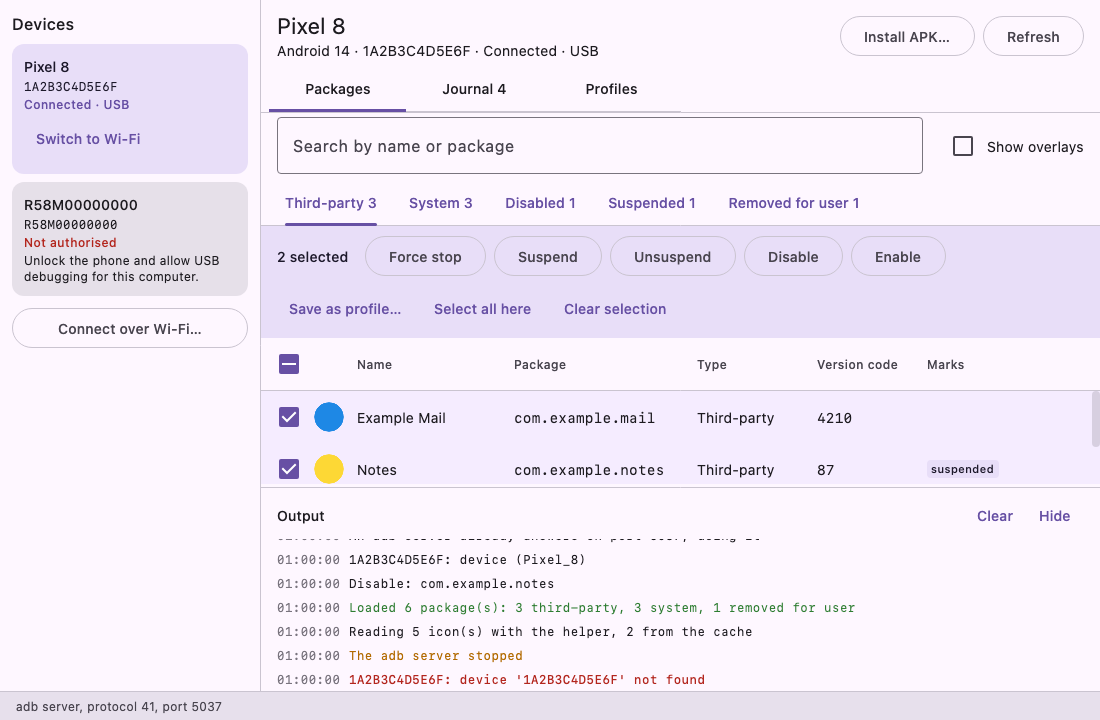 Devices
Pixel 8
1A2B3C4D5E6F
Connected · USB
Switch to Wi-Fi
R58M00000000
R58M00000000
Not authorised
Unlock the phone and allow USB
debugging for this computer.
Connect over Wi-Fi...
Pixel 8
Android 14 · 1A2B3C4D5E6F · Connected · USB
Install APK... Refresh
Packages Journal 4 Profiles
Search by name or package Show overlays
Third-party 3 System 3 Disabled 1 Suspended 1 Removed for user 1
2 selected Force stop Suspend Unsuspend Disable Enable
Save as profile... Select all here Clear selection
Name Package Type Version code Marks
Example Mail com.example.mail Third-party 4210
Notes com.example.notes Third-party 87 suspended
Output Clear Hide
01:00:00 1A2B3C4D5E6F: device (Pixel_8)
01:00:00 Disable: com.example.notes
01:00:00 Loaded 6 package(s): 3 third-party, 3 system, 1 removed for user
01:00:00 Reading 5 icon(s) with the helper, 2 from the cache
01:00:00 The adb server stopped
01:00:00 1A2B3C4D5E6F: device '1A2B3C4D5E6F' not found
adb server, protocol 41, port 5037